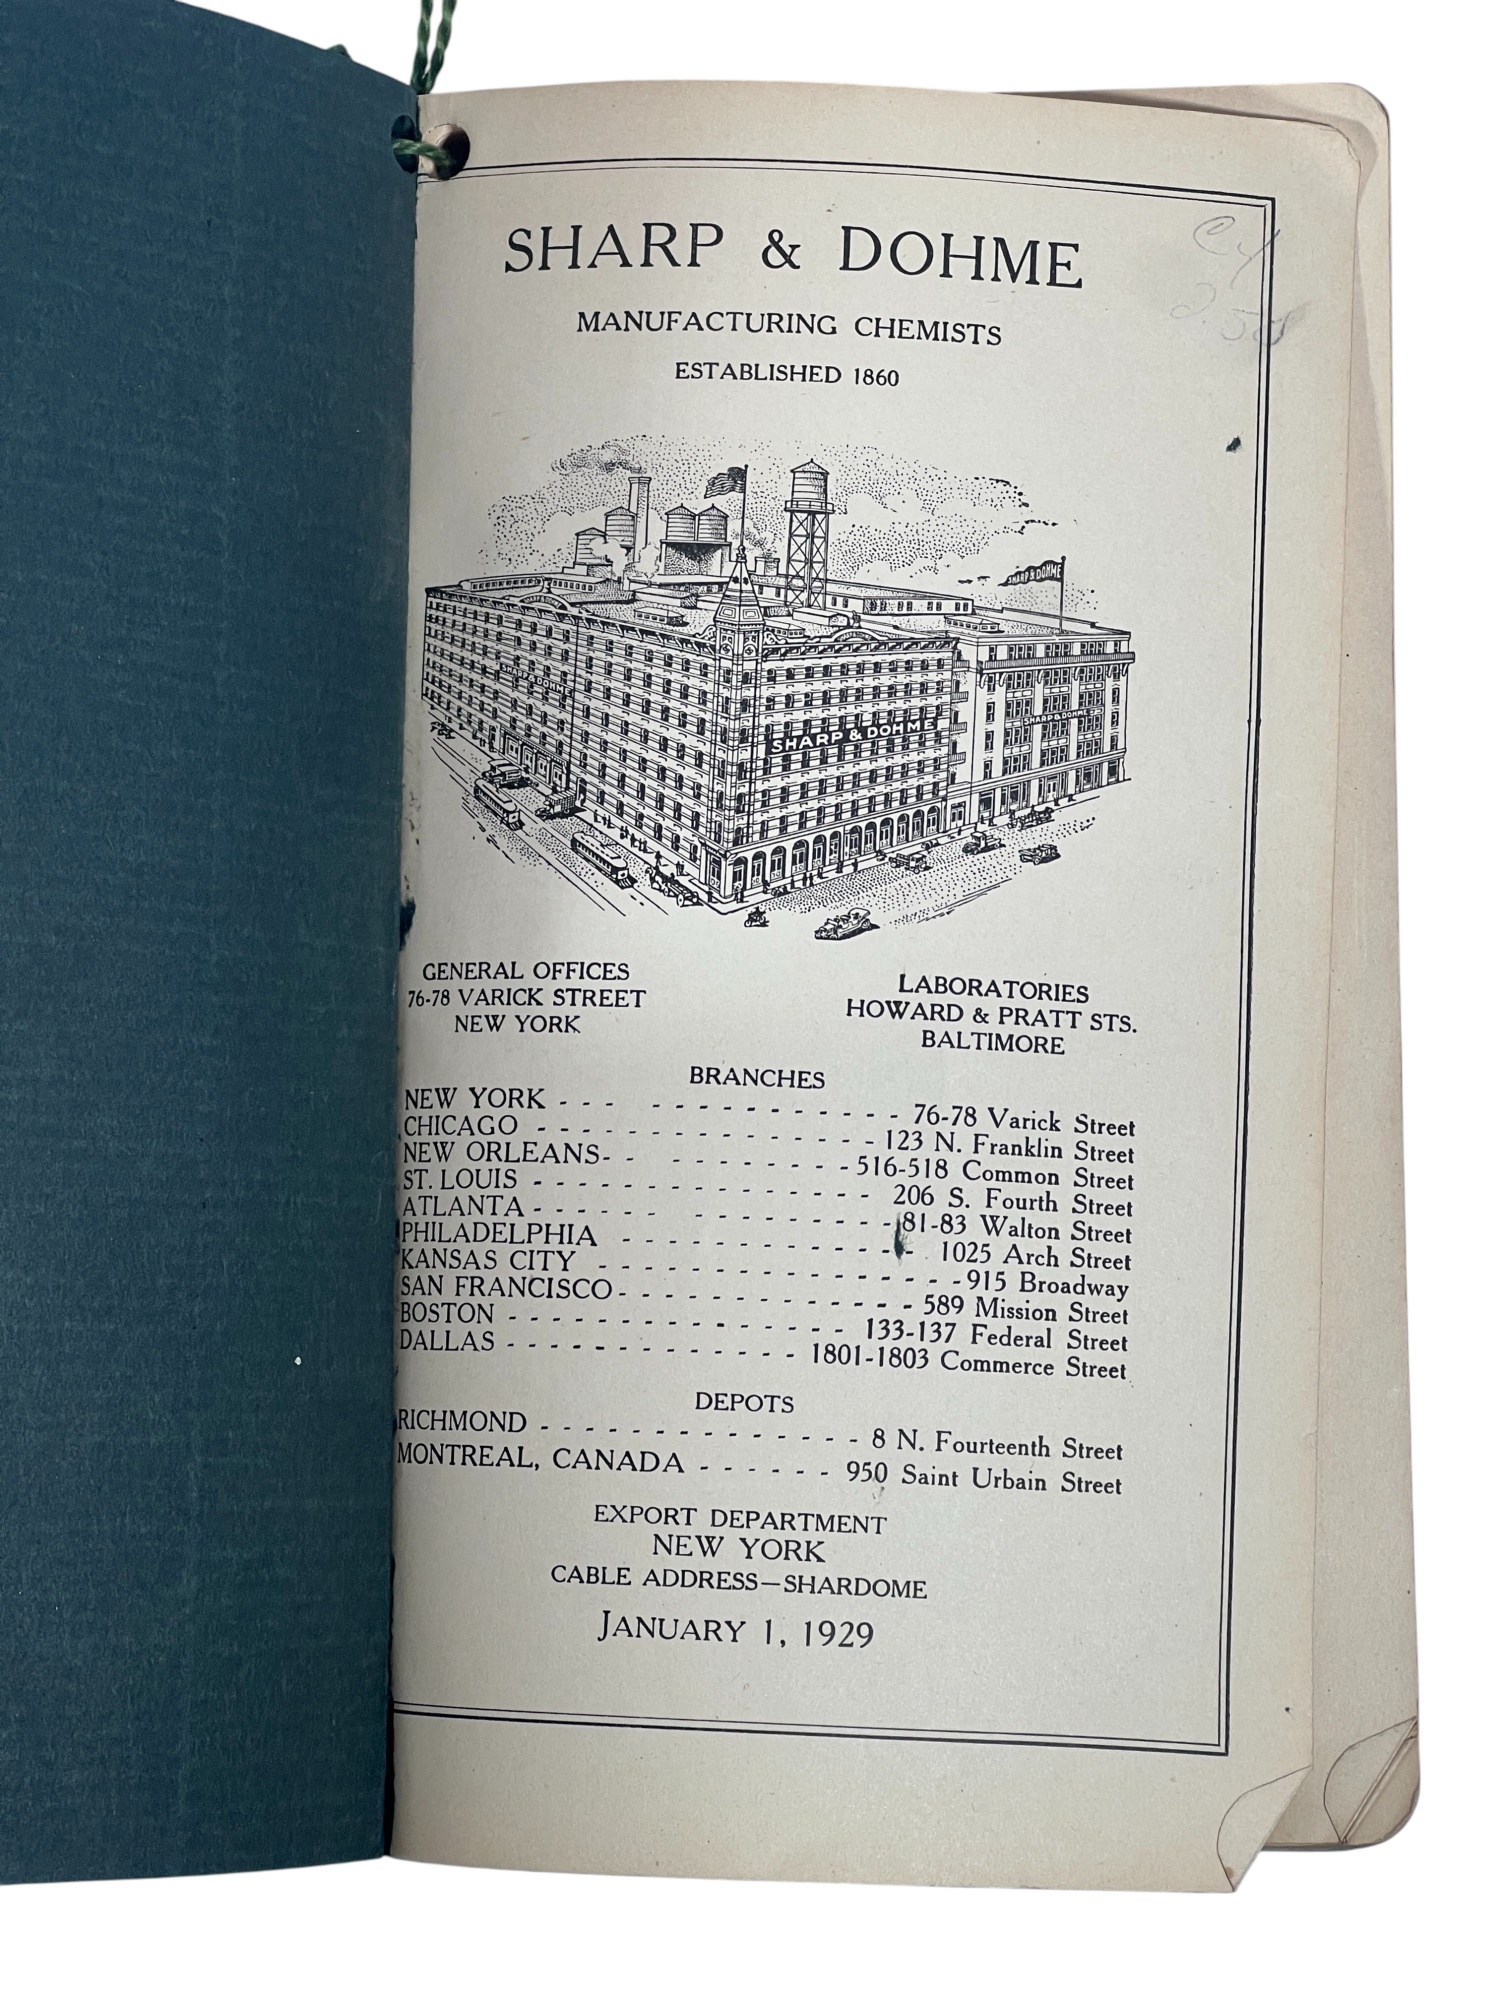 SHARP & DOHME
MANUFACTURING CHEMISTS
ESTABLISHED 1860
SHARP & DOHME
SHARP & DOHME
SHARP & DOHME
SHARP & DOHME
GENERAL OFFICES
76-78 VARICK STREET
NEW YORK
LABORATORIES
HOWARD & PRATT STS.
BALTIMORE
BRANCHES
NEW YORK - - - - - - - - - - - - - - 76-78 Varick Street
CHICAGO - - - - - - - - - - - - - - - 123 N. Franklin Street
NEW ORLEANS - - - - - - - - - - 516-518 Common Street
ST. LOUIS - - - - - - - - - - - - - - - 206 S. Fourth Street
ATLANTA - - - - - - - - - - - - - - - 81-83 Walton Street
PHILADELPHIA - - - - - - - - - - - - - 1025 Arch Street
KANSAS CITY - - - - - - - - - - - - - - - - 915 Broadway
SAN FRANCISCO - - - - - - - - - - - - - 589 Mission Street
BOSTON - - - - - - - - - - - - - - - 133-137 Federal Street
DALLAS - - - - - - - - - - - - - 1801-1803 Commerce Street
DEPOTS
RICHMOND - - - - - - - - - - - - - - 8 N. Fourteenth Street
MONTREAL, CANADA - - - - - - 950 Saint Urbain Street
EXPORT DEPARTMENT
NEW YORK
CABLE ADDRESS—SHARDOME
JANUARY 1, 1929